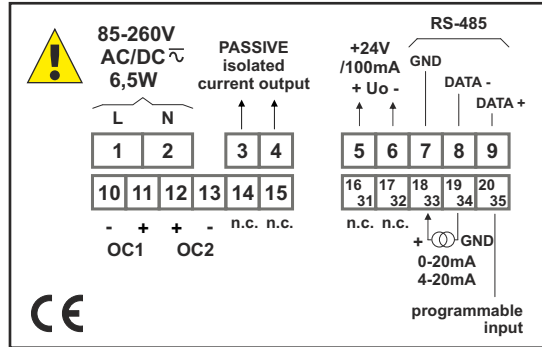 85-260V
AC/DC
6,5W
L N
PASSIVE
isolated
current output
+24V
/100mA
+ Uo -
RS-485
GND
DATA -
DATA +
1 2 3 4 5 6 7 8 9
10 11 12 13 14 15 16 31 17 32 18 33 19 34 20 35
- + + - n.c. n.c. n.c. n.c.
OC1 OC2
+ GND
0-20mA
4-20mA
programmable
input
CE